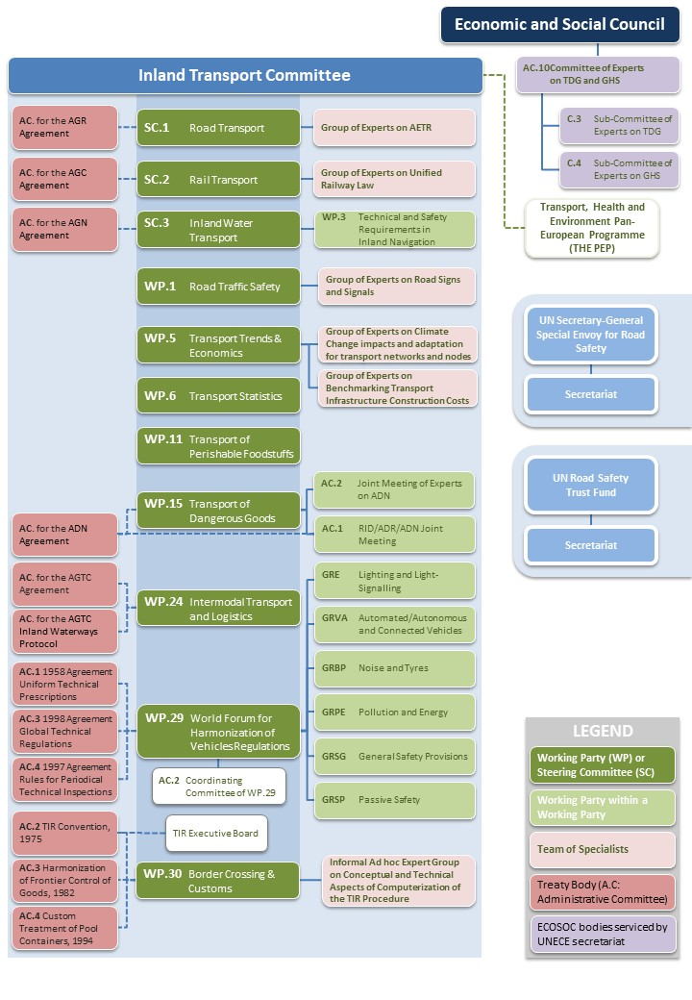 Economic and Social Council
Inland Transport Committee
AC.10Committee of Experts
on TDG and GHS
C.3 Sub-Committee of
Experts on TDG
C.4 Sub-Committee of
Experts on GHS
Transport, Health and
Environment Pan-
European Programme
(THE PEP)
AC. for the AGR
Agreement
SC.1 Road Transport
Group of Experts on AETR
AC. for the AGC
Agreement
SC.2 Rail Transport
Group of Experts on Unified
Railway Law
AC. for the AGN
Agreement
SC.3 Inland Water
Transport
WP.3 Technical and Safety
Requirements in
Inland Navigation
WP.1 Road Traffic Safety
Group of Experts on Road Signs
and Signals
WP.5 Transport Trends &
Economics
Group of Experts on Climate
Change impacts and adaptation
for transport networks and nodes
Group of Experts on
Benchmarking Transport
Infrastructure Construction Costs
WP.6 Transport Statistics
WP.11 Transport of
Perishable Foodstuffs
WP.15 Transport of
Dangerous Goods
AC.2 Joint Meeting of Experts
on ADN
AC.1 RID/ADR/ADN Joint
Meeting
AC. for the ADN
Agreement
AC. for the AGTC
Agreement
AC. for the AGTC
Inland Waterways
Protocol
WP.24 Intermodal Transport
and Logistics
GRE Lighting and Light-
Signalling
GRVA Automated/Autonomous
and Connected Vehicles
GRBP Noise and Tyres
GRPE Pollution and Energy
GRSG General Safety Provisions
GRSP Passive Safety
AC.1 1958 Agreement
Uniform Technical
Prescriptions
AC.3 1998 Agreement
Global Technical
Regulations
AC.4 1997 Agreement
Rules for Periodical
Technical Inspections
WP.29 World Forum for
Harmonization of
Vehicles Regulations
AC.2 Coordinating
Committee of WP.29
AC.2 TIR Convention,
1975
TIR Executive Board
AC.3 Harmonization
of Frontier Control of
Goods, 1982
WP.30 Border Crossing &
Customs
Informal Ad hoc Expert Group
on Conceptual and Technical
Aspects of Computerization of
the TIR Procedure
AC.4 Custom
Treatment of Pool
Containers, 1994
UN Secretary-General
Special Envoy for Road
Safety
Secretariat
UN Road Safety
Trust Fund
Secretariat
LEGEND
Working Party (WP) or
Steering Committee (SC)
Working Party within a
Working Party
Team of Specialists
Treaty Body (A.C:
Administrative Committee)
ECOSOC bodies serviced by
UNECE secretariat